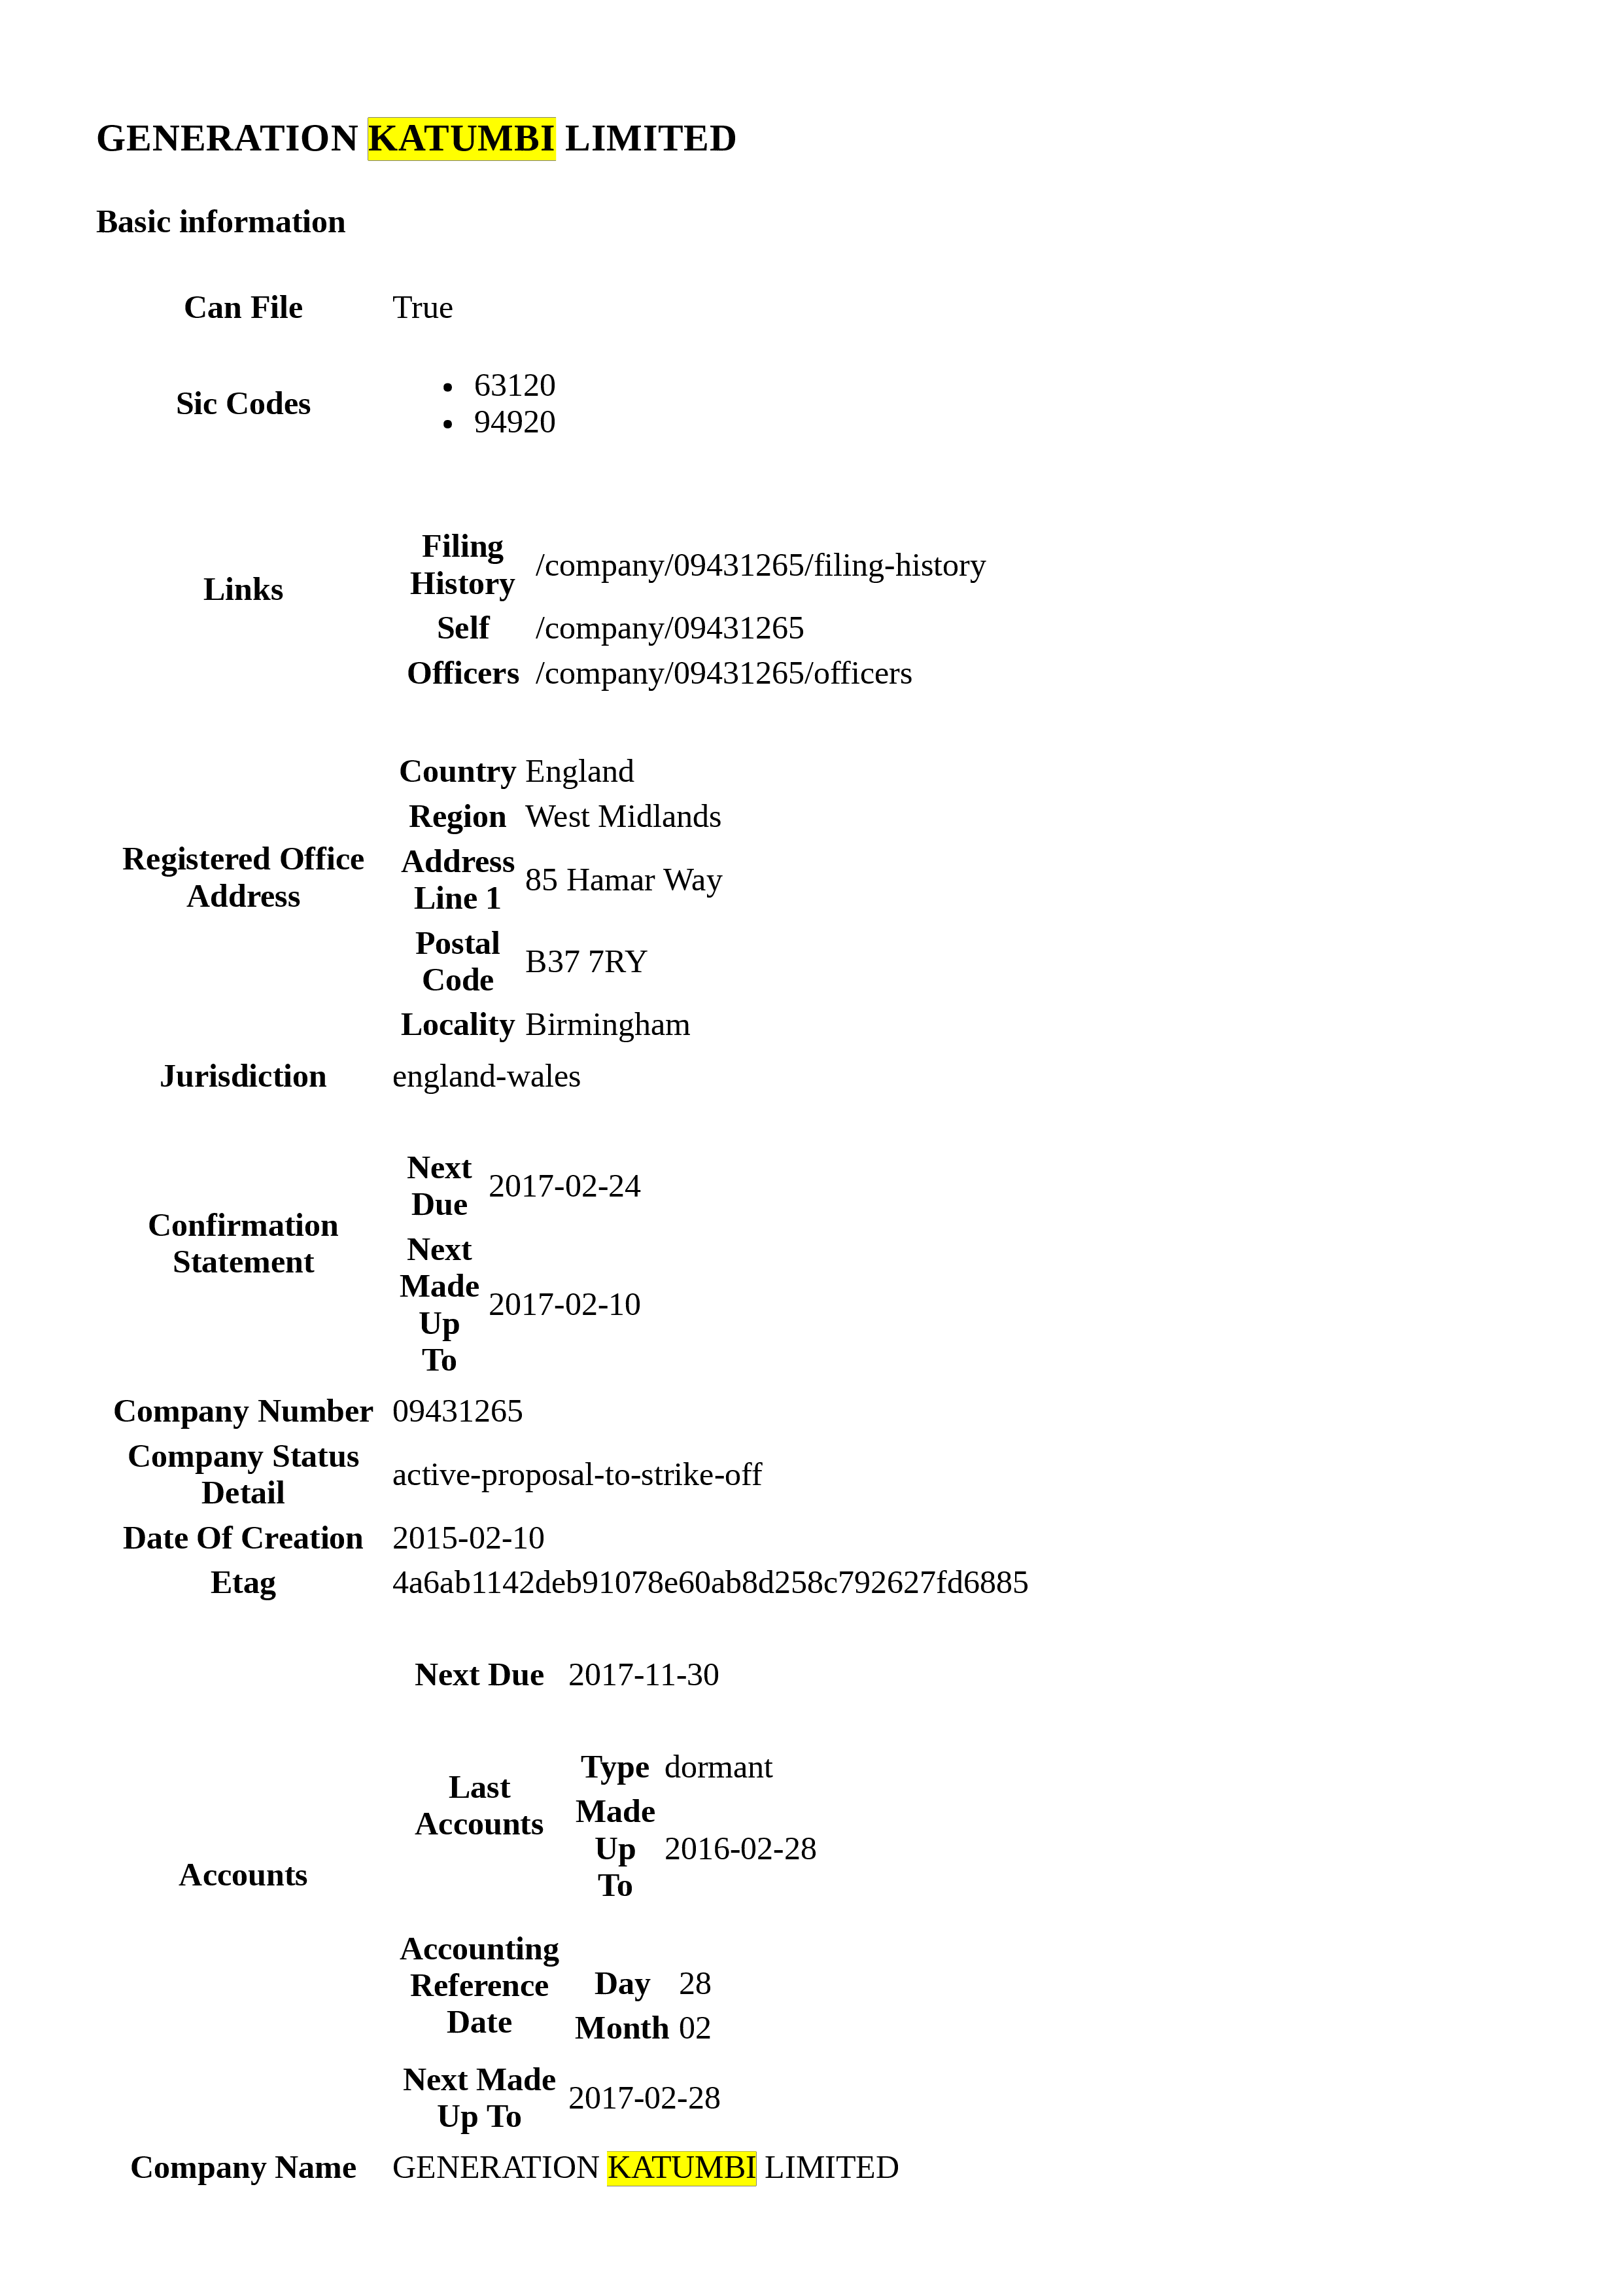 GENERATION KATUMBI LIMITED
Basic information
Can File True
Sic Codes
• 63120
• 94920
Links
Filing
History /company/09431265/filing-history
Self /company/09431265
Officers /company/09431265/officers
Registered Office
Address
Country England
Region West Midlands
Address
Line 1 85 Hamar Way
Postal
Code B37 7RY
Locality Birmingham
Jurisdiction england-wales
Confirmation
Statement
Next
Due 2017-02-24
Next
Made
Up
To 2017-02-10
Company Number 09431265
Company Status
Detail active-proposal-to-strike-off
Date Of Creation 2015-02-10
Etag 4a6ab1142deb91078e60ab8d258c792627fd6885
Accounts
Next Due 2017-11-30
Last
Accounts
Type dormant
Made
Up
To 2016-02-28
Accounting
Reference
Date
Day 28
Month 02
Next Made
Up To 2017-02-28
Company Name GENERATION KATUMBI LIMITED